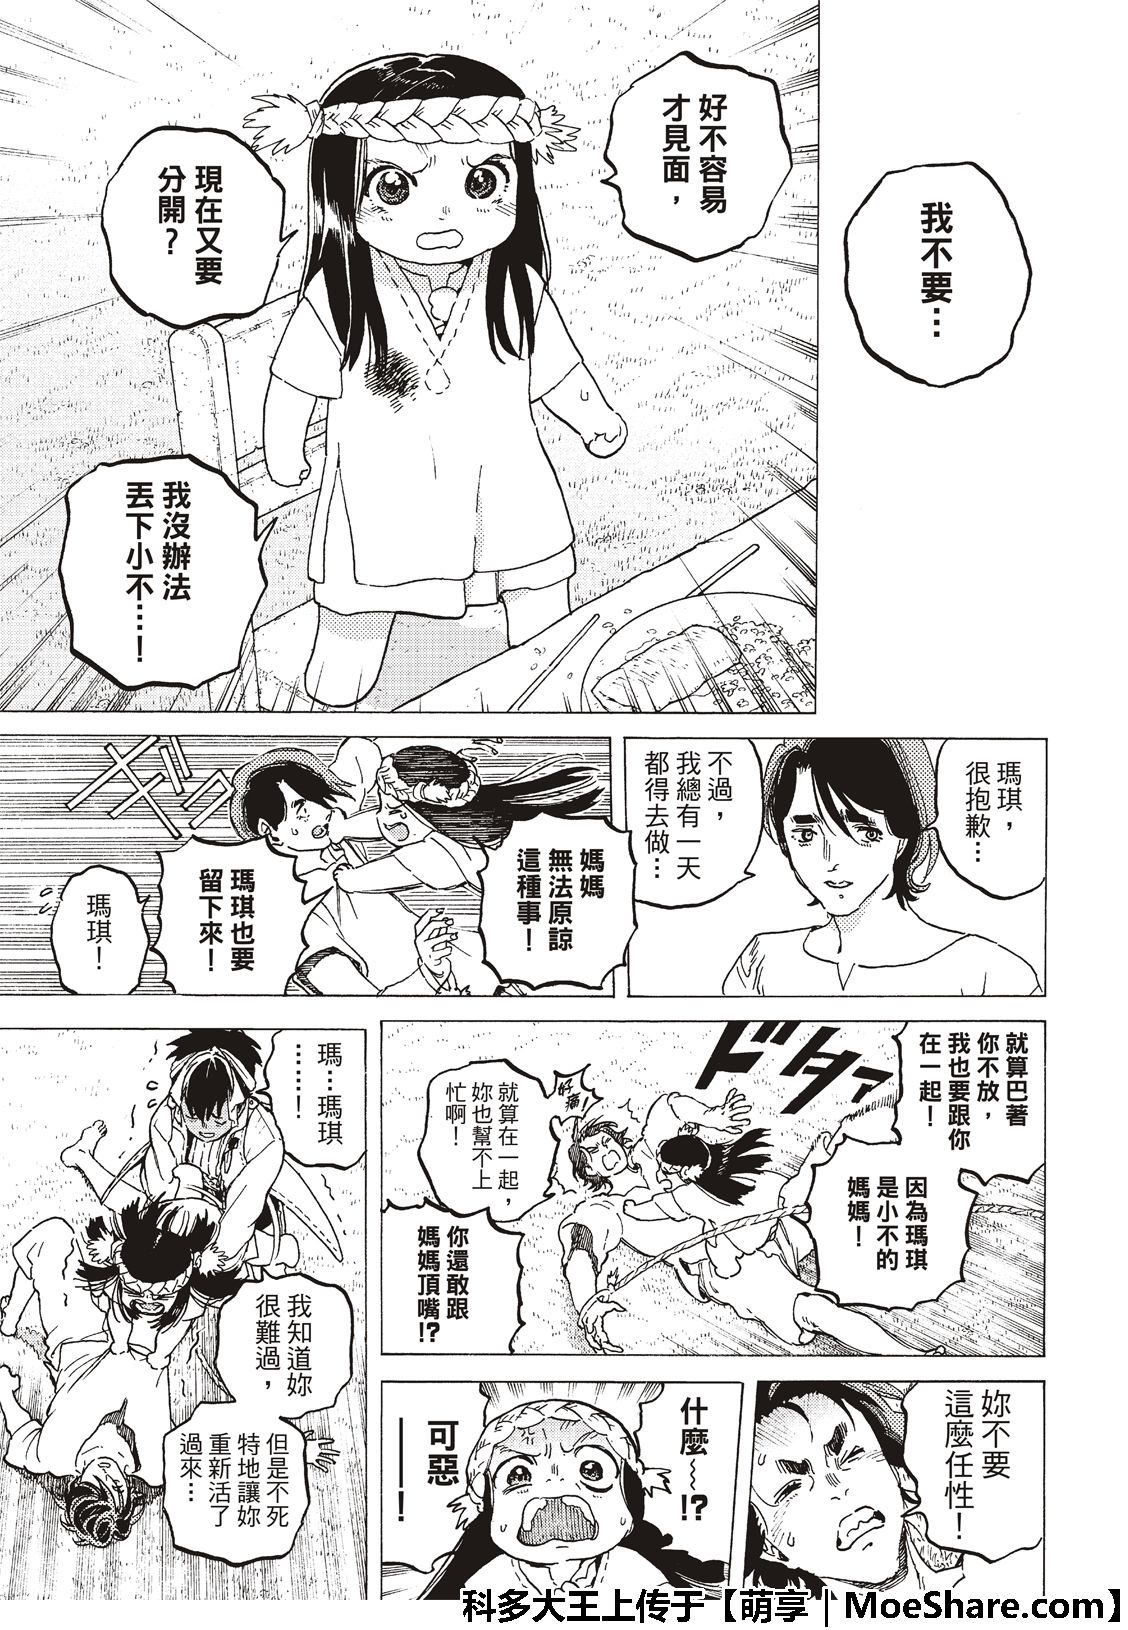 我不要…
好不容易
才見面，
現在又要
分開？
我沒辦法
丟下小不…！
瑪琪，
很抱歉…
不過，
我總有一天
都得去做…
媽媽
無法原諒
這種事！
瑪琪也要
留下來！
瑪琪！
就算巴著
你不放，
我也要跟你
在一起！
因為瑪琪
是小不的
媽媽！
ドタァ
好痛
就算在一起，
妳也幫不上
忙啊！
你還敢跟
媽媽頂嘴!?
瑪…瑪琪
……！
我知道妳
很難過，
但是不死
特地讓妳
重新活了
過來…
妳不要
這麼任性！
什麼～!?
可惡
——！
科多大王上传于【萌享｜MoeShare.com】